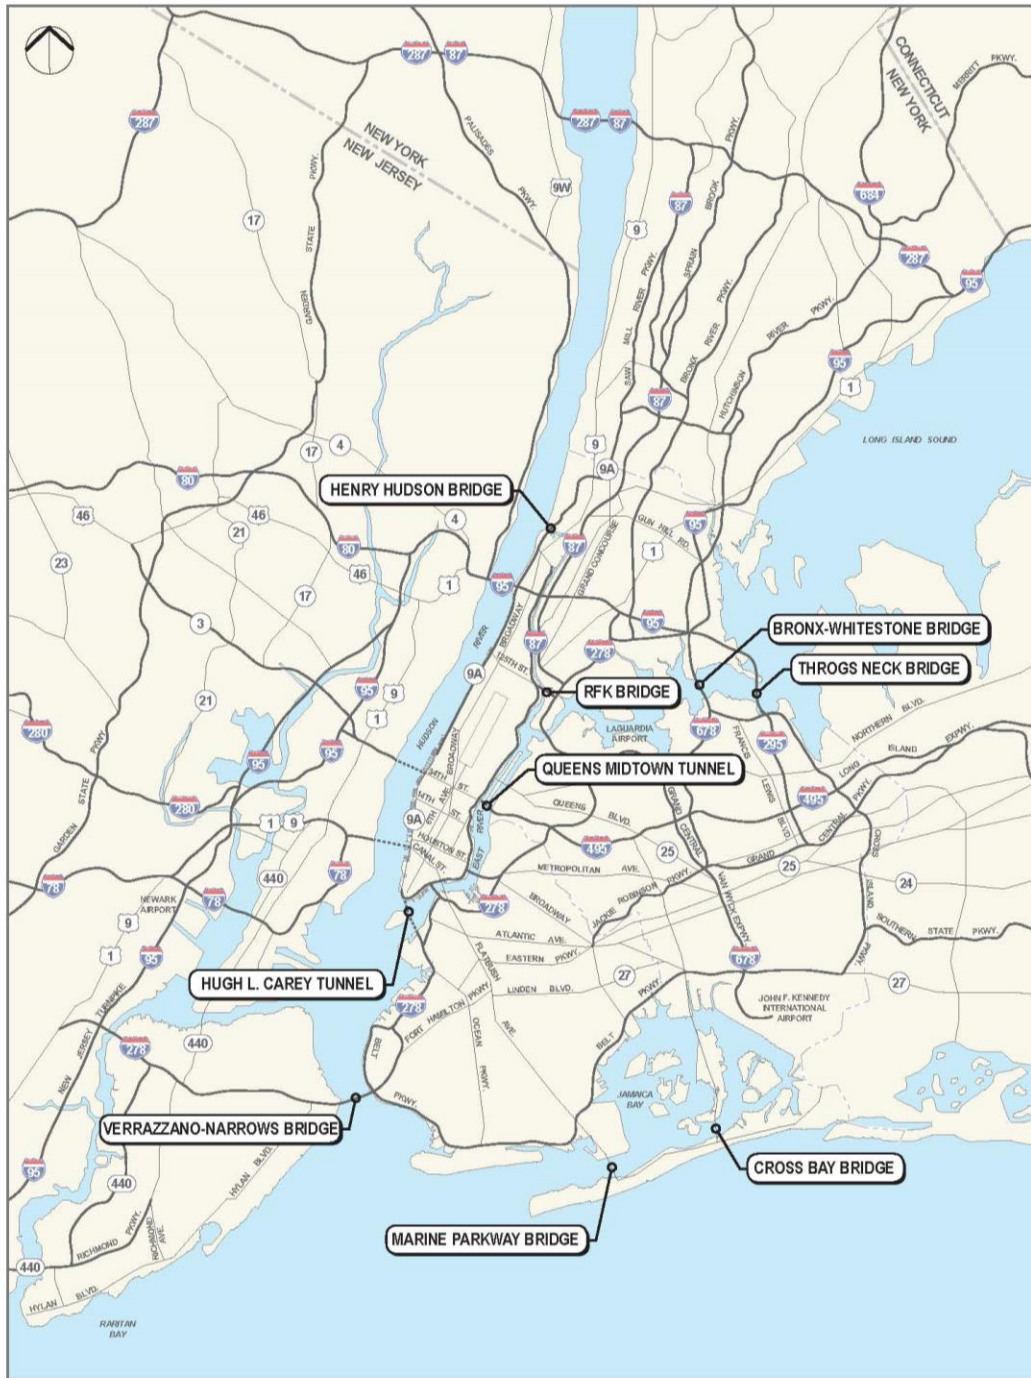 287
87
CONNECTICUT
NEW YORK
MERRITT PKWY.
287
NEW YORK
NEW JERSEY
PALISADES
PKWY.
287
87
PKWY.
17
STATE
PKWY.
GARDEN
9W
9
87
BROOK
SPRAIN
684
287
95
SAW MILL RIVER PKWY.
BRONX RIVER PKWY.
HUTCHINSON RIVER PKWY.
95
1
87
LONG ISLAND SOUND
4
17
9
9A
80
HENRY HUDSON BRIDGE
46
46
21
4
23
80
46
17
1
87
GRAND CONCOURSE
GUN HILL RD.
95
1
95
95
3
BROADWAY
RIVER
HUDSON
87
278
125TH ST.
BRONX-WHITESTONE BRIDGE
THROGS NECK BRIDGE
RFK BRIDGE
9A
21
95
9
1
280
95
95
LAGUARDIA
AIRPORT
678
295
NORTHERN BLVD.
FRANCIS
LEWIS
BLVD.
LONG ISLAND EXPWY.
QUEENS MIDTOWN TUNNEL
34TH ST.
14TH ST.
5TH AVE
BROADWAY
HOUSTON ST.
CANAL ST.
9A
EAST RIVER
QUEENS BLVD.
GRAND CENTRAL
495
495
GRAND CENTRAL PKWY.
CROSS
ISLAND
PKWY.
GARDEN
STATE
PKWY
280
1
9
440
78
78
78
NEWARK
AIRPORT
METROPOLITAN AVE.
25
25
24
278
BROADWAY
JACKIE ROBINSON PKWY.
VAN WYCK EXPWY.
SOUTHERN STATE PKWY.
ATLANTIC AVE.
EASTERN PKWY.
LINDEN BLVD.
27
27
678
9
1
95
HUGH L. CAREY TUNNEL
FLATBUSH
AVE.
JOHN F. KENNEDY
INTERNATIONAL
AIRPORT
NEW JERSEY TURNPIKE
278
440
278
FORT HAMILTON PKWY.
OCEAN
PKWY.
BELT
PKWY.
BELT
PKWY.
JAMAICA
BAY
VERRAZZANO-NARROWS BRIDGE
CROSS BAY BRIDGE
95
440
HYLAN BLVD.
RICHMOND PKWY.
RICHMOND
AVE.
MARINE PARKWAY BRIDGE
440
HYLAN BLVD.
RARITAN
BAY